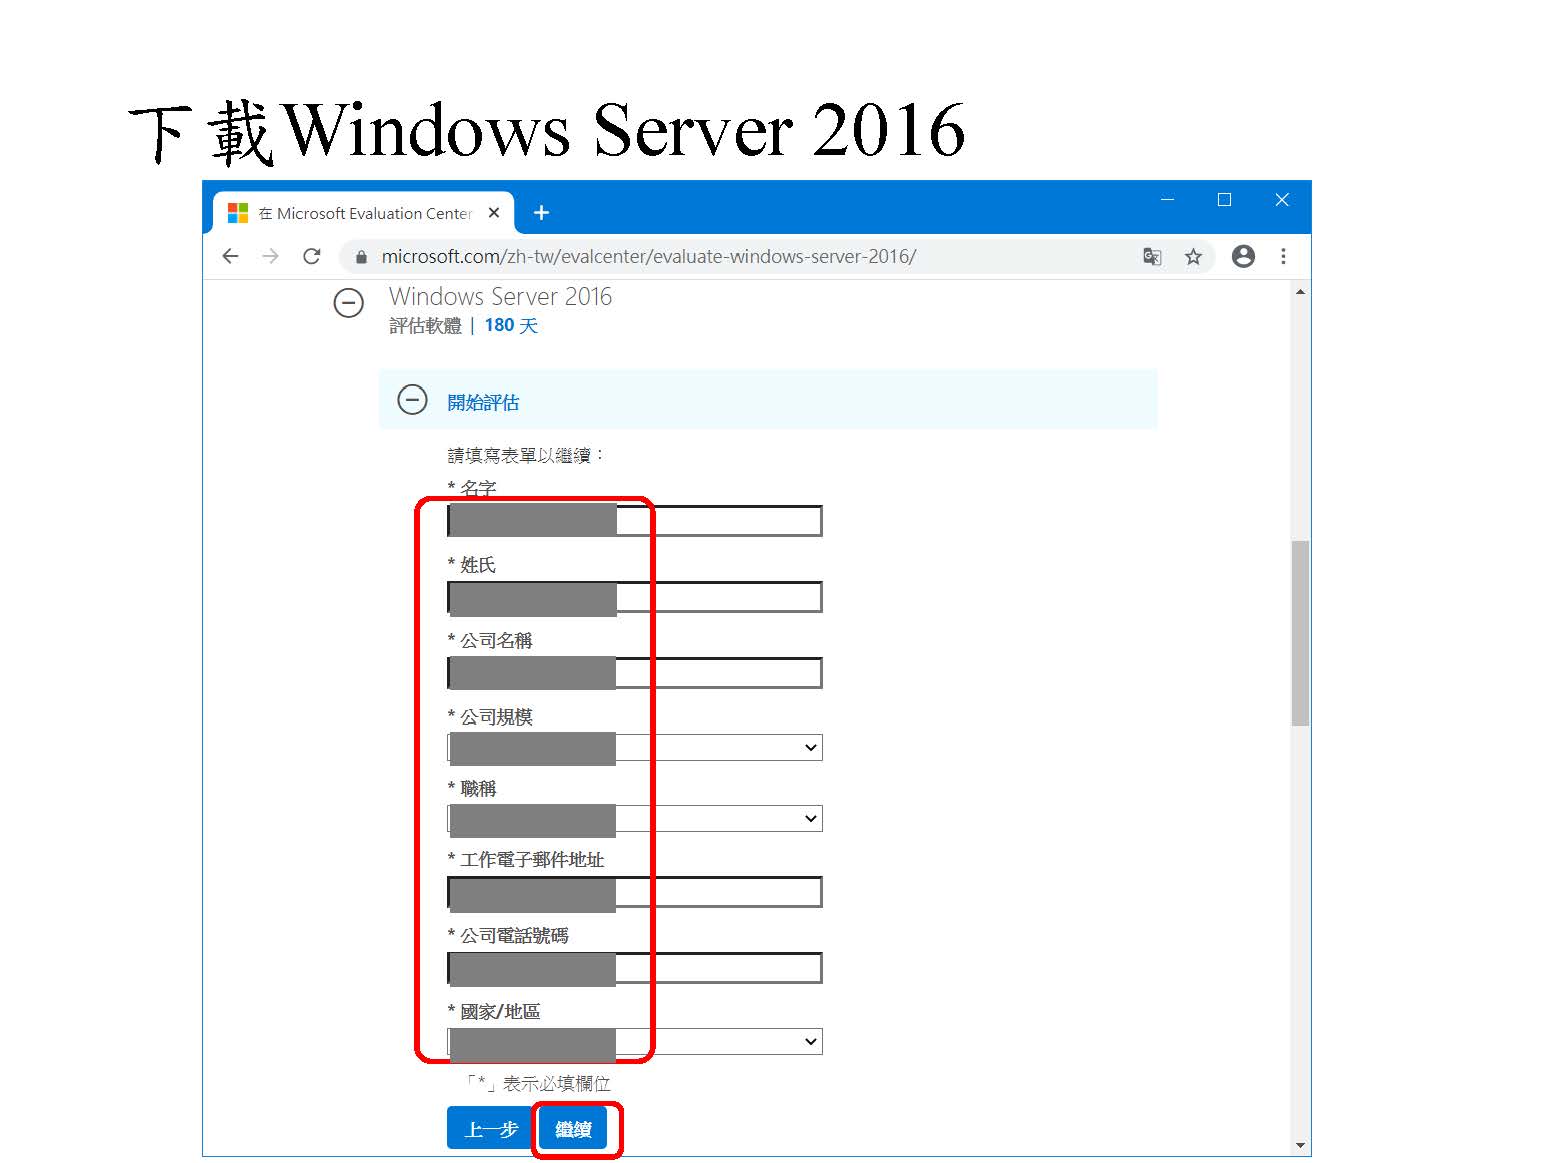 下載Windows Server 2016
在 Microsoft Evaluation Center
microsoft.com/zh-tw/evalcenter/evaluate-windows-server-2016/
Windows Server 2016
評估軟體 | 180 天
開始評估
請填寫表單以繼續：
* 名字
* 姓氏
* 公司名稱
* 公司規模
* 職稱
* 工作電子郵件地址
* 公司電話號碼
* 國家/地區
「*」表示必填欄位
上一步 繼續